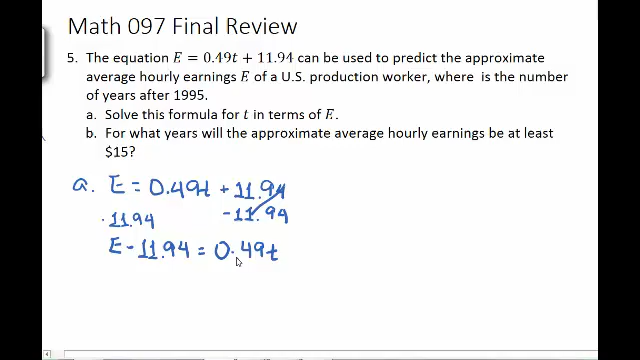 Math 097 Final Review
5. The equation E = 0.49t + 11.94 can be used to predict the approximate
average hourly earnings E of a U.S. production worker, where is the number
of years after 1995.
a. Solve this formula for t in terms of E.
b. For what years will the approximate average hourly earnings be at least
$15?
a. E = 0.49t + 11.94
- 11.94 - 11.94
E - 11.94 = 0.49t